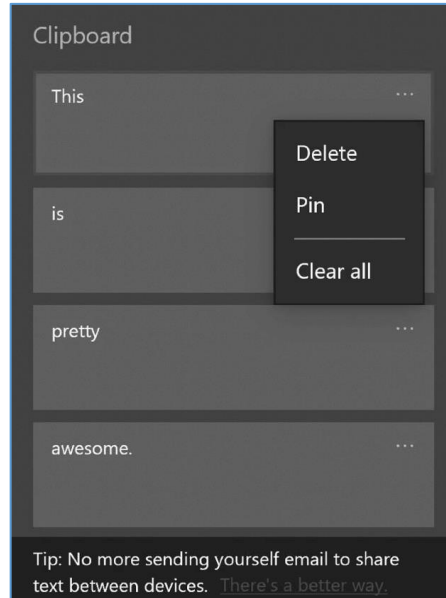 Clipboard
This ...
Delete
is
Pin
Clear all
pretty ...
awesome. ...
Tip: No more sending yourself email to share
text between devices. There's a better way.